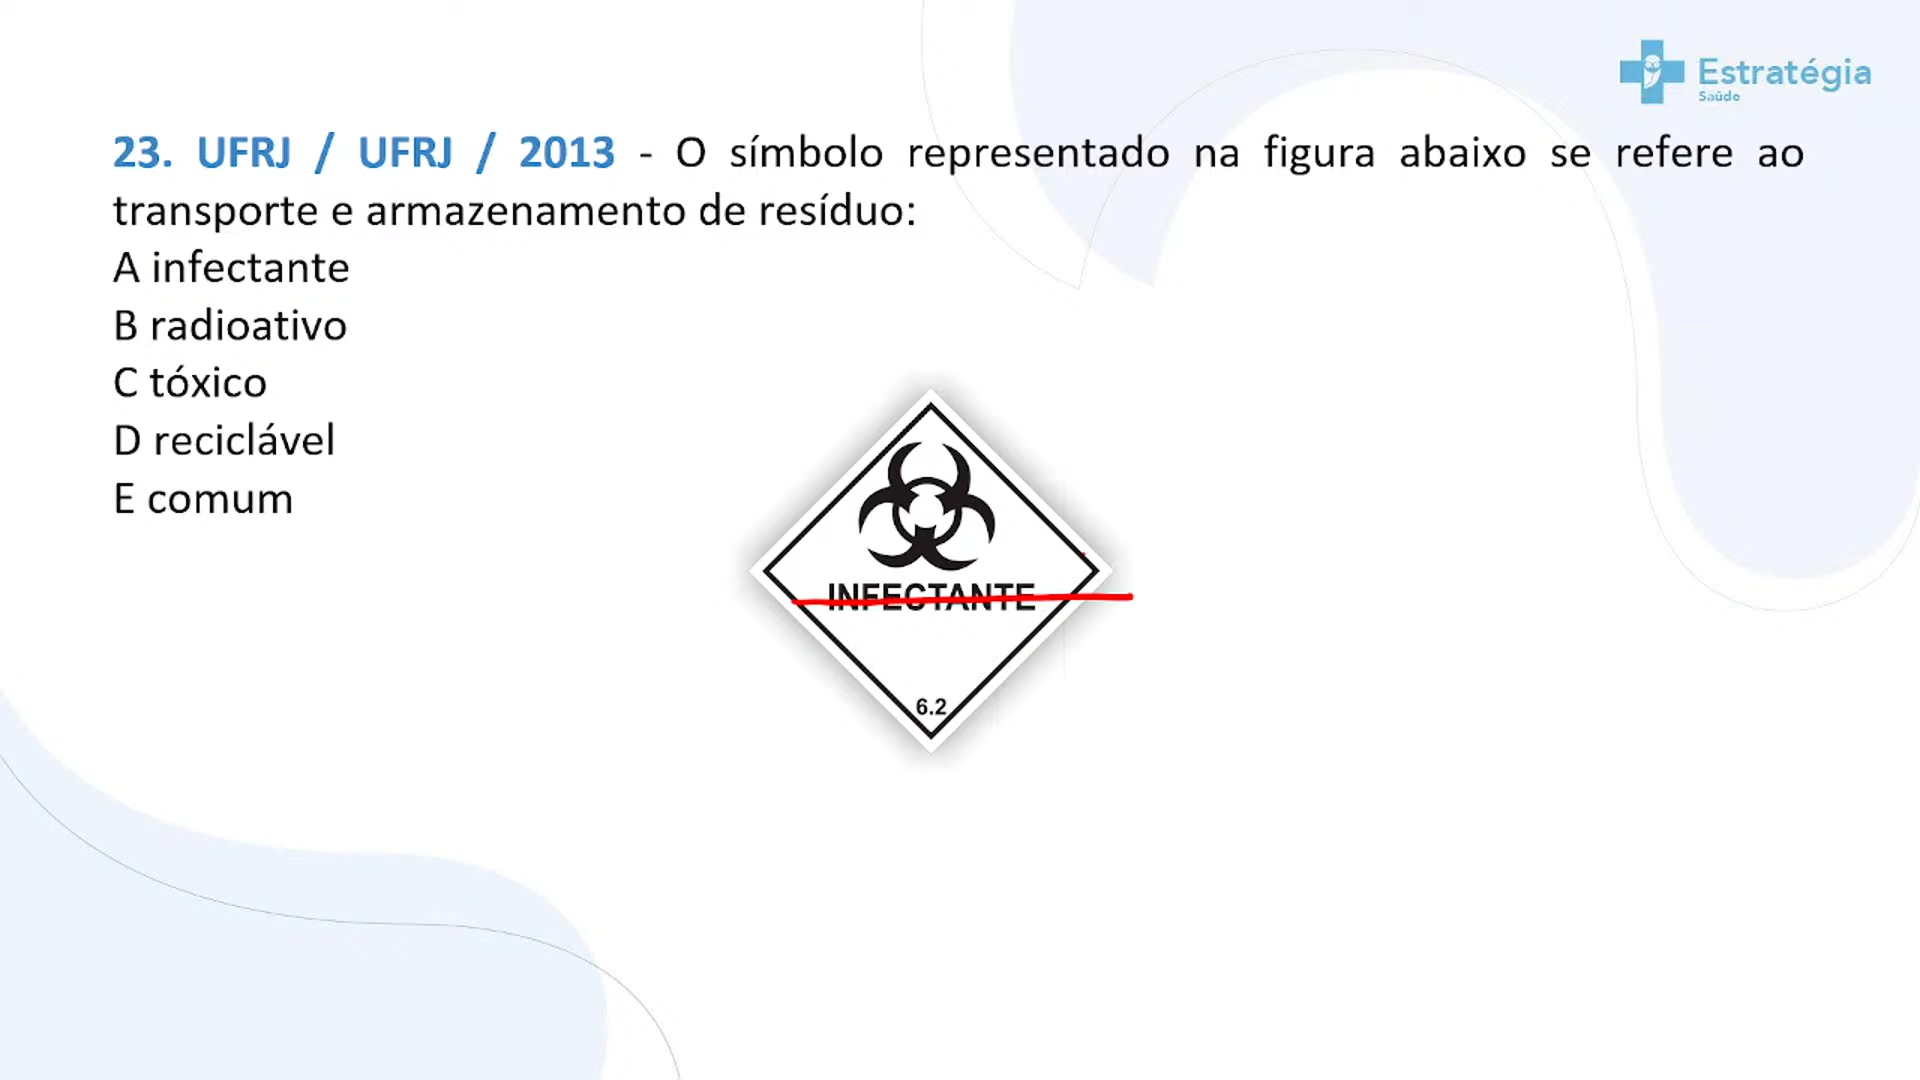 Estratégia
Saúde
23. UFRJ / UFRJ / 2013 - O símbolo representado na figura abaixo se refere ao
transporte e armazenamento de resíduo:
A infectante
B radioativo
C tóxico
D reciclável
E comum
INFECTANTE
6.2